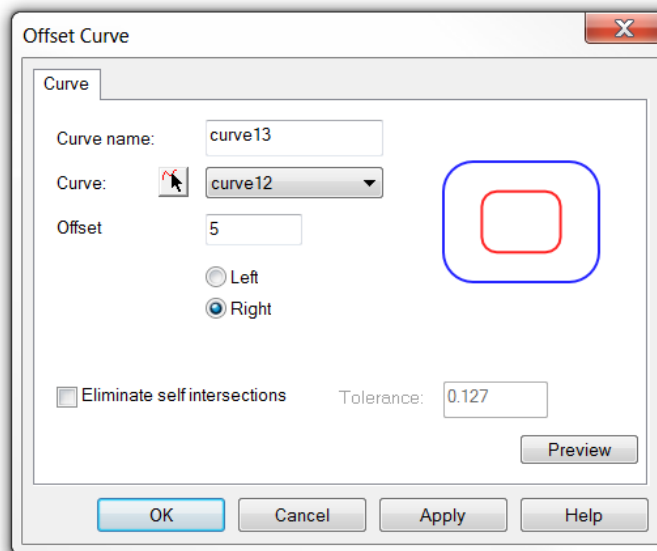 Offset Curve
Curve
Curve name: curve13
Curve: curve12
Offset 5
Left
Right
Eliminate self intersections Tolerance: 0.127
Preview
OK Cancel Apply Help